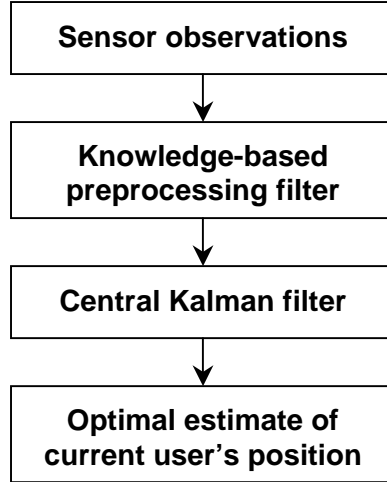 Sensor observations
Knowledge-based
preprocessing filter
Central Kalman filter
Optimal estimate of
current user's position